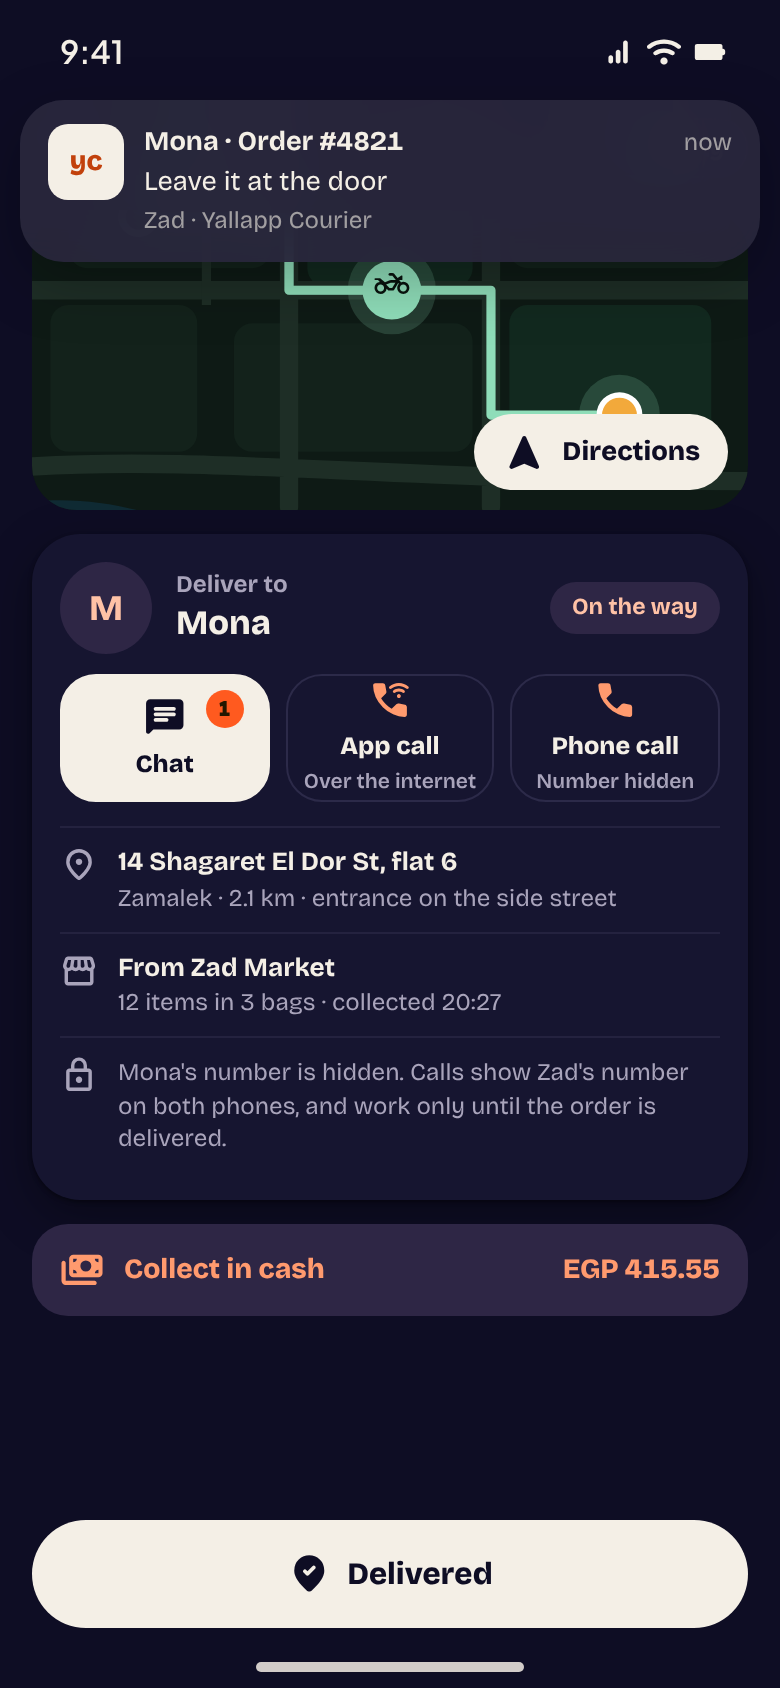 9:41
yc
Mona · Order #4821
now
Leave it at the door
Zad · Yallapp Courier
Directions
M
Deliver to
Mona
On the way
1
Chat
App call
Over the internet
Phone call
Number hidden
14 Shagaret El Dor St, flat 6
Zamalek · 2.1 km · entrance on the side street
From Zad Market
12 items in 3 bags · collected 20:27
Mona's number is hidden. Calls show Zad's number
on both phones, and work only until the order is
delivered.
Collect in cash
EGP 415.55
Delivered